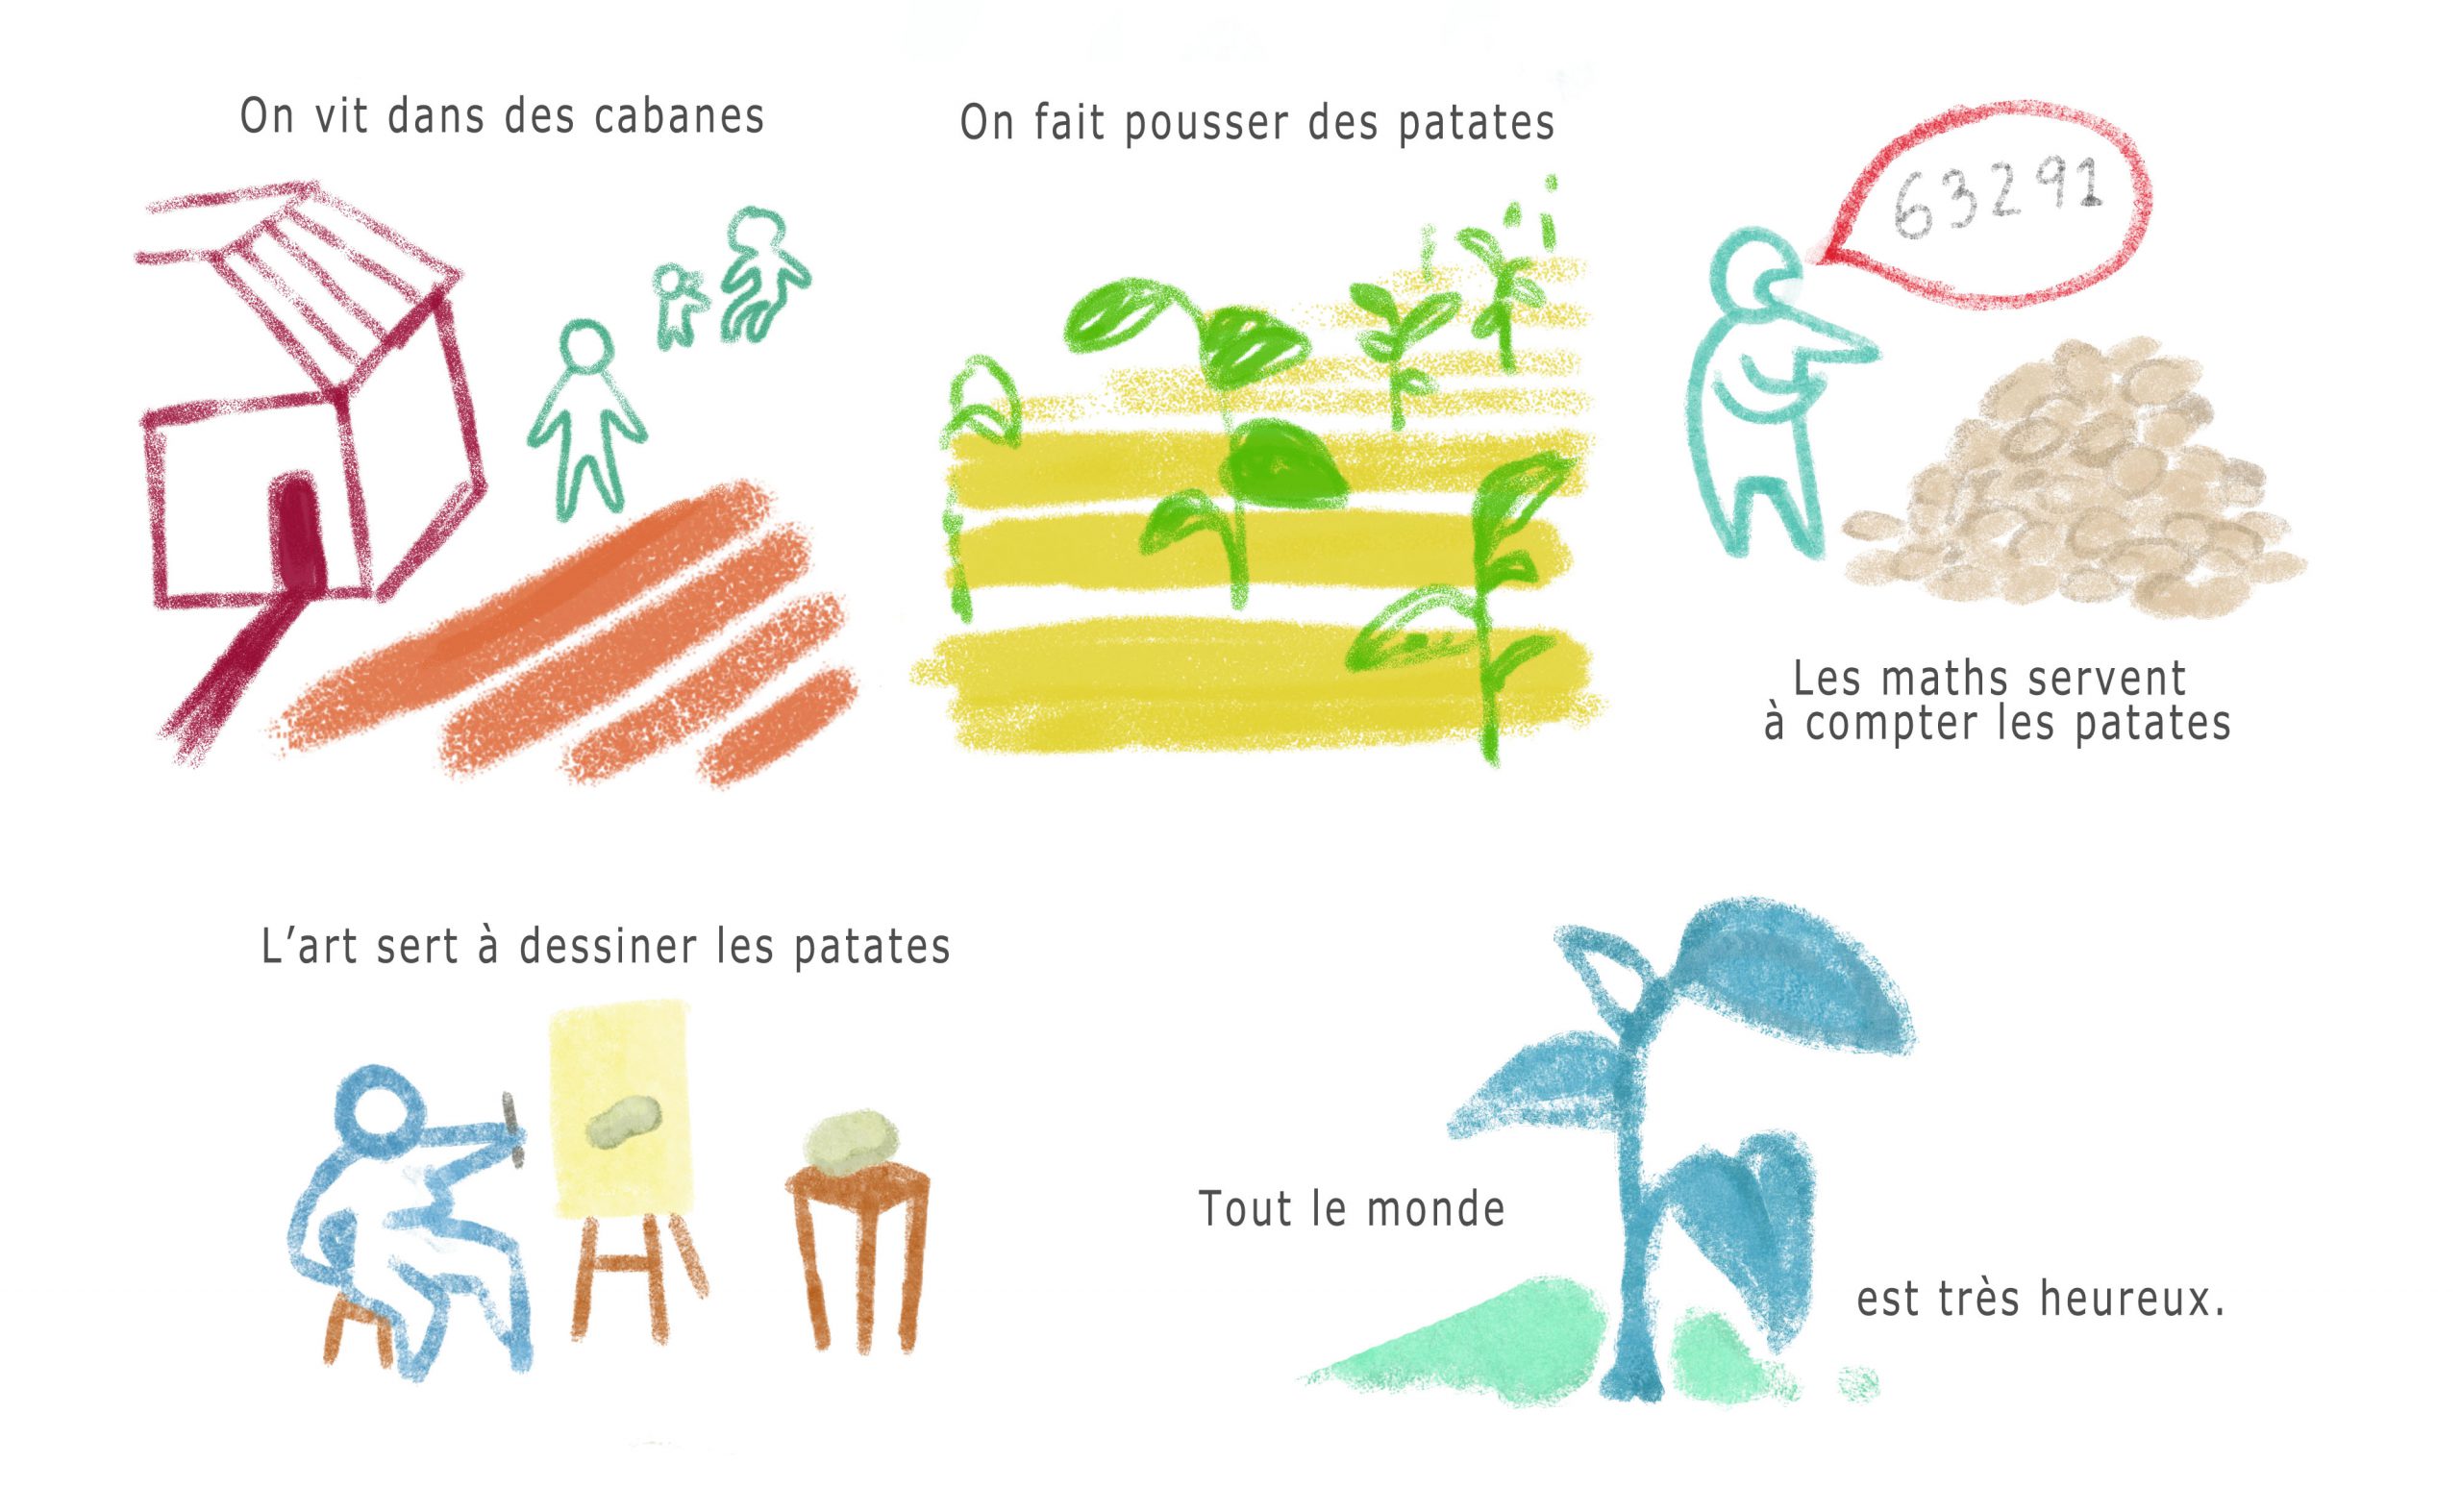 On vit dans des cabanes
On fait pousser des patates
63291
Les maths servent
à compter les patates
L’art sert à dessiner les patates
Tout le monde
est très heureux.